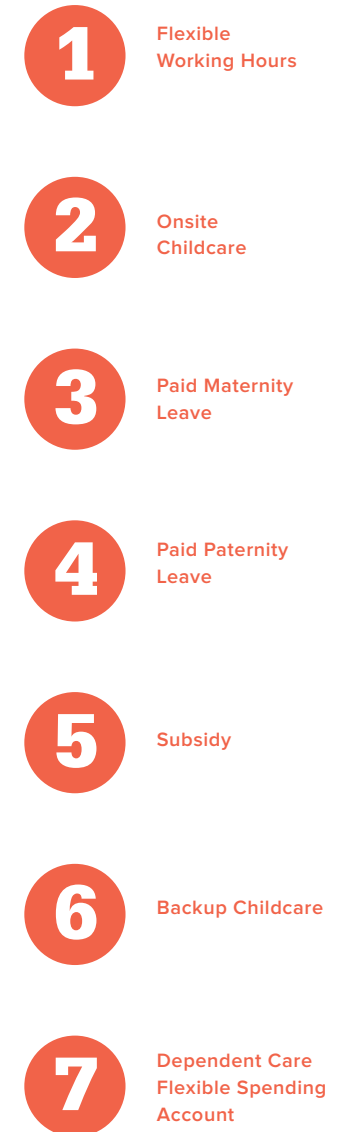 1
Flexible
Working Hours
2
Onsite
Childcare
3
Paid Maternity
Leave
4
Paid Paternity
Leave
5
Subsidy
6
Backup Childcare
7
Dependent Care
Flexible Spending
Account